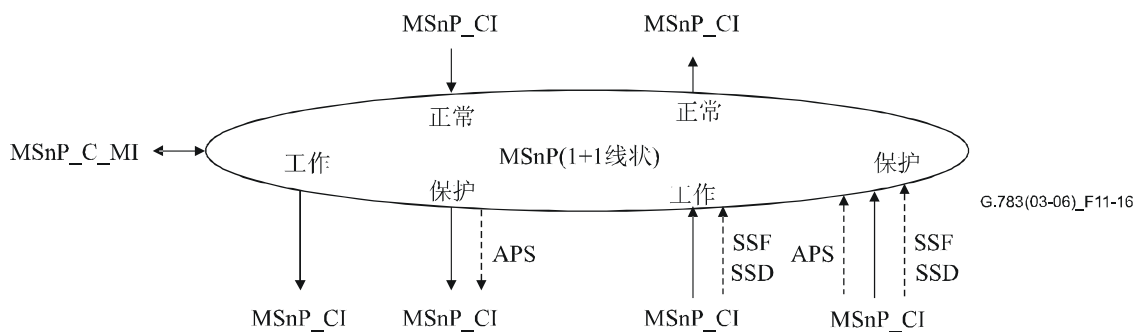 MSnP_CI
MSnP_CI
正常
正常
MSnP_C_MI
工作
MSnP(1+1线状)
保护
保护
工作
G.783(03-06)_F11-16
APS
SSF
SSD
APS
SSF
SSD
MSnP_CI
MSnP_CI
MSnP_CI
MSnP_CI